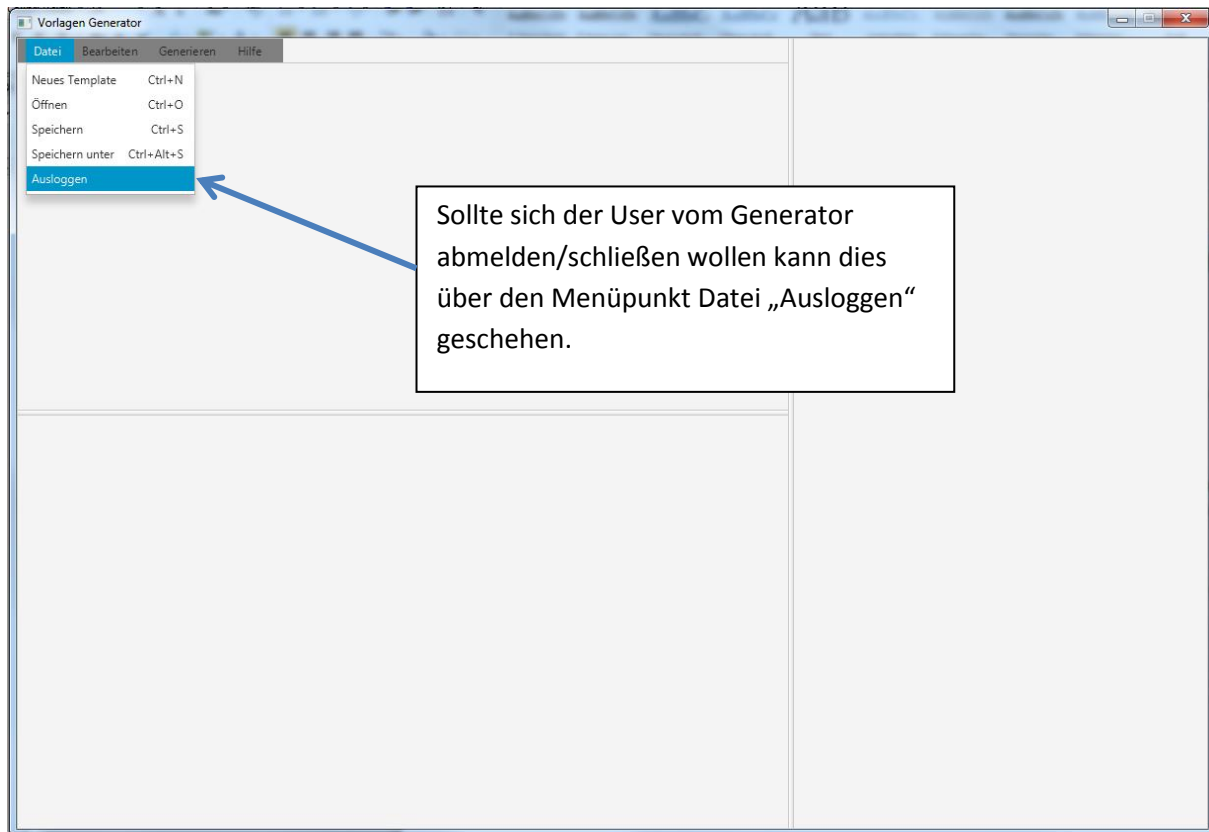 Vorlagen Generator
Datei Bearbeiten Generieren Hilfe
Neues Template Ctrl+N
Öffnen Ctrl+O
Speichern Ctrl+S
Speichern unter Ctrl+Alt+S
Ausloggen
Sollte sich der User vom Generator
abmelden/schließen wollen kann dies
über den Menüpunkt Datei „Ausloggen“
geschehen.